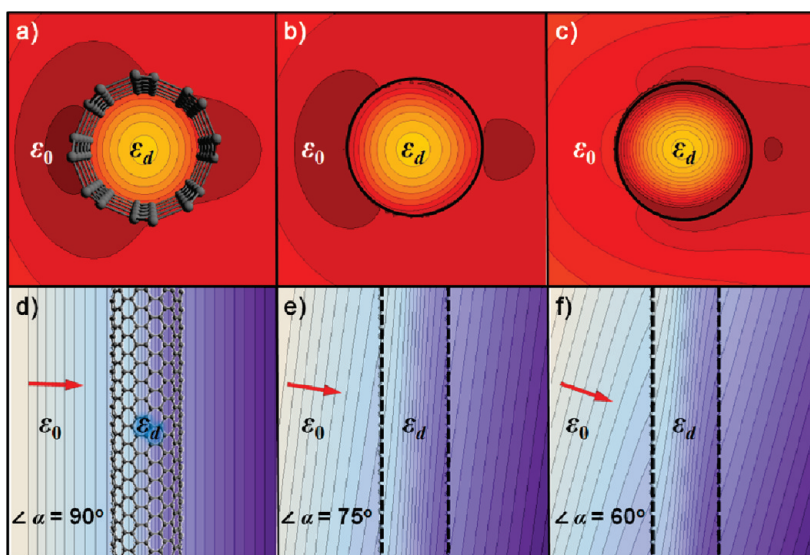 a)
b)
c)
ε0
εd
ε0
εd
ε0
εd
d)
e)
f)
ε0
εd
ε0
εd
ε0
εd
∠ α = 90°
∠ α = 75°
∠ α = 60°